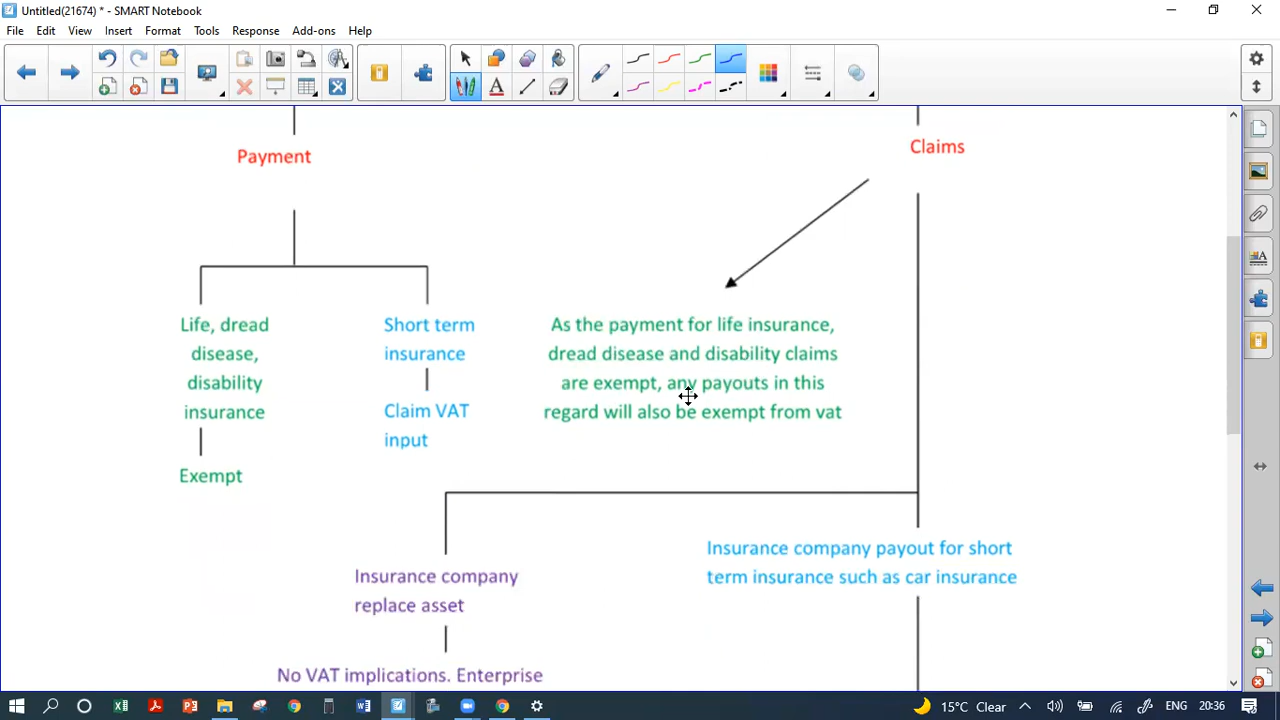 Untitled(21674) * - SMART Notebook
File Edit View Insert Format Tools Response Add-ons Help
Payment
Claims
Life, dread
disease,
disability
insurance
Exempt
Short term
insurance
Claim VAT
input
As the payment for life insurance,
dread disease and disability claims
are exempt, any payouts in this
regard will also be exempt from vat
Insurance company
replace asset
No VAT implications. Enterprise
Insurance company payout for short
term insurance such as car insurance
15°C Clear
ENG
20:36